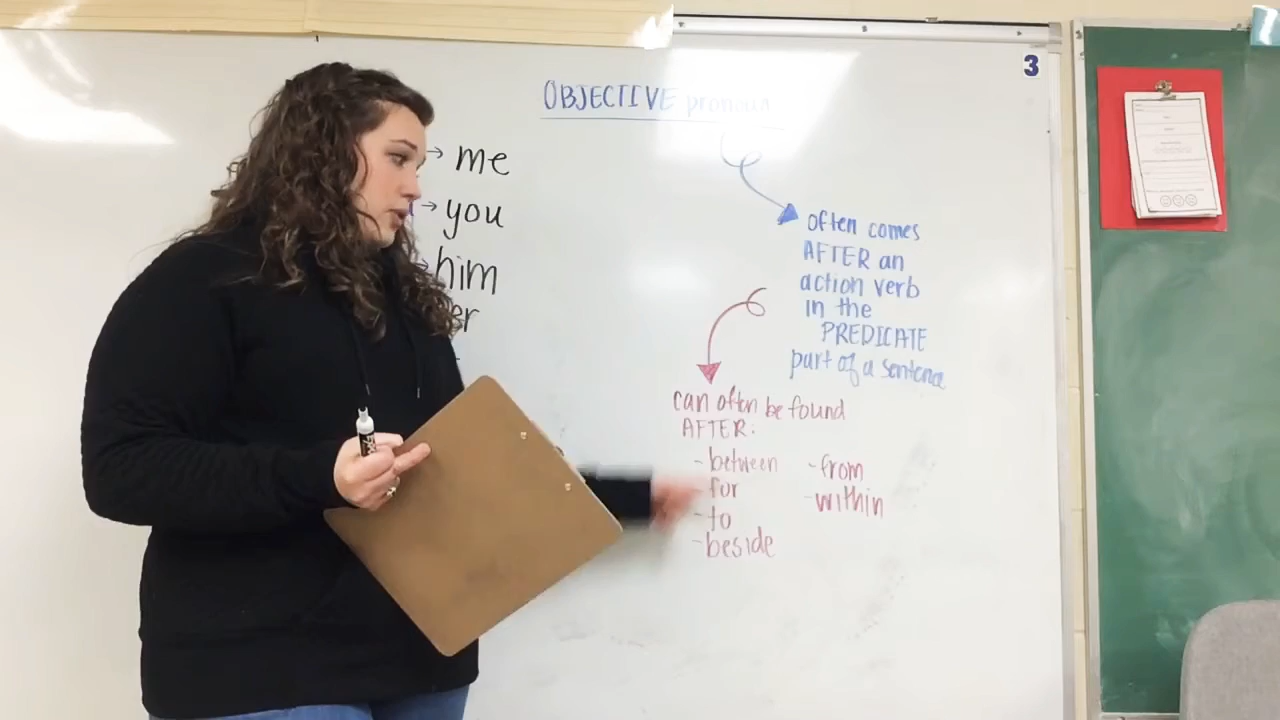 3
OBJECTIVE pronoun
→ me
→ you
him
er
often comes
AFTER an
action verb
in the
PREDICATE
part of a sentence
can often be found
AFTER:
- between
- for
- to
- beside
- from
- within